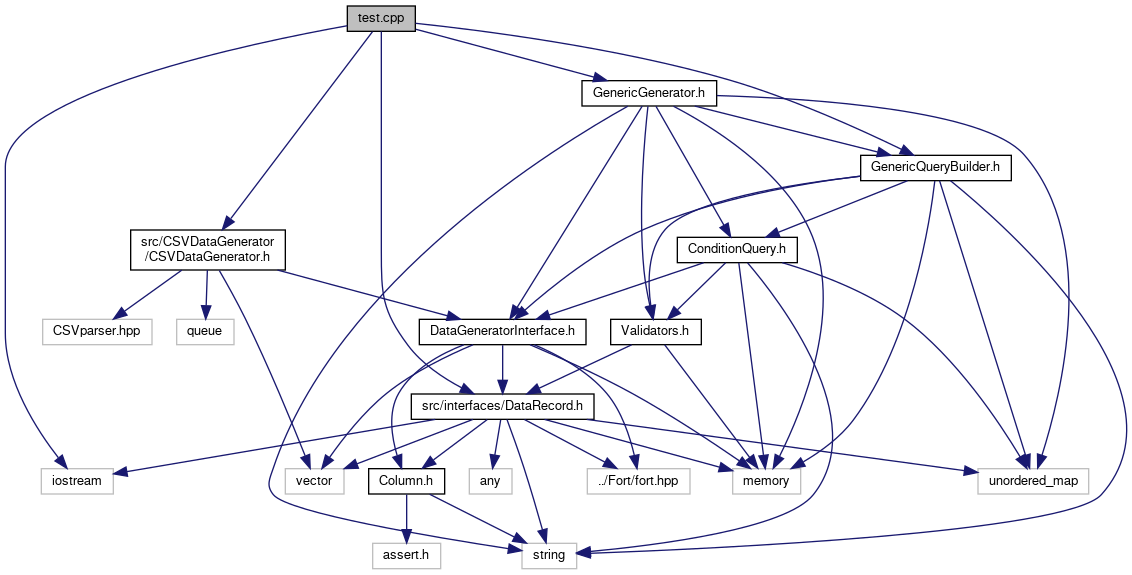 test.cpp
GenericGenerator.h
GenericQueryBuilder.h
src/CSVDataGenerator
/CSVDataGenerator.h
ConditionQuery.h
CSVparser.hpp
queue
DataGeneratorInterface.h
Validators.h
src/interfaces/DataRecord.h
iostream
vector
Column.h
any
../Fort/fort.hpp
memory
unordered_map
assert.h
string